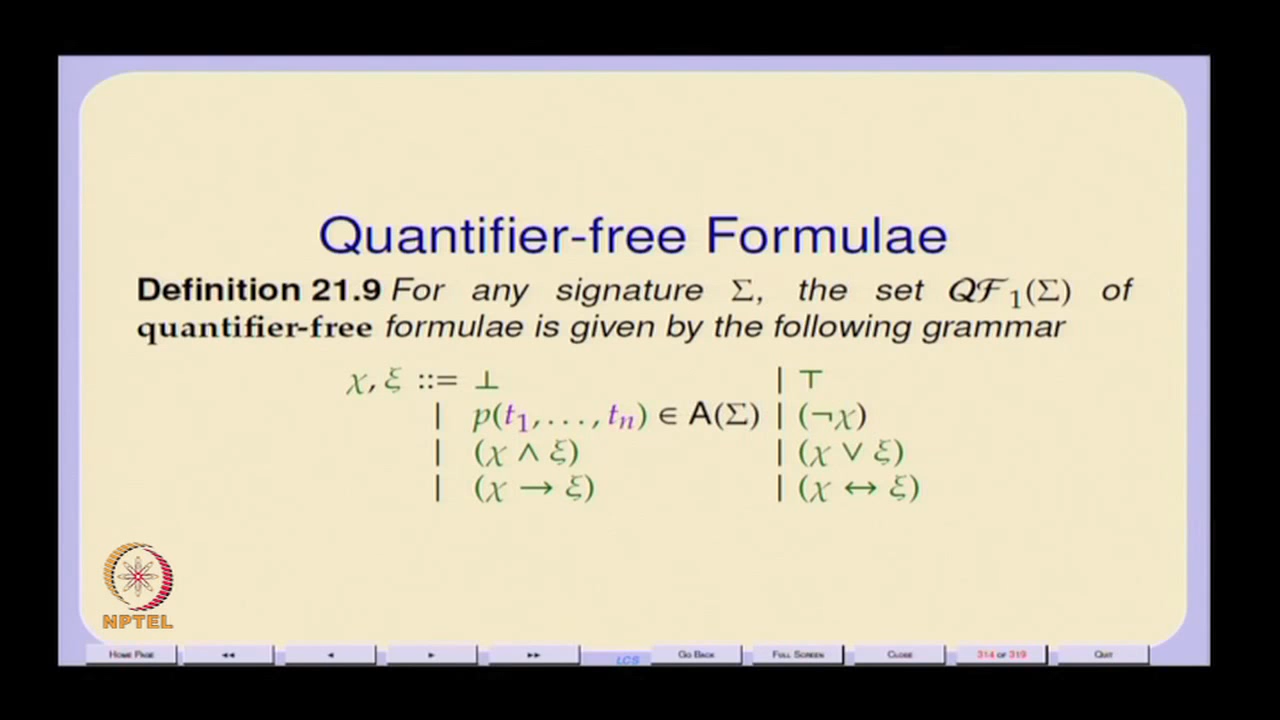 Quantifier-free Formulae
Definition 21.9 For any signature Σ, the set 𝒬ℱ₁(Σ) of
quantifier-free formulae is given by the following grammar
χ, ξ ::= ⊥ | ⊤
| p(t₁, . . . , tₙ) ∈ A(Σ) | (¬χ)
| (χ ∧ ξ) | (χ ∨ ξ)
| (χ → ξ) | (χ ↔ ξ)
NPTEL
HOME PAGE ◄◄ ◄ ► ►► LCS GO BACK FULL SCREEN CLOSE 314 OF 319 QUIT